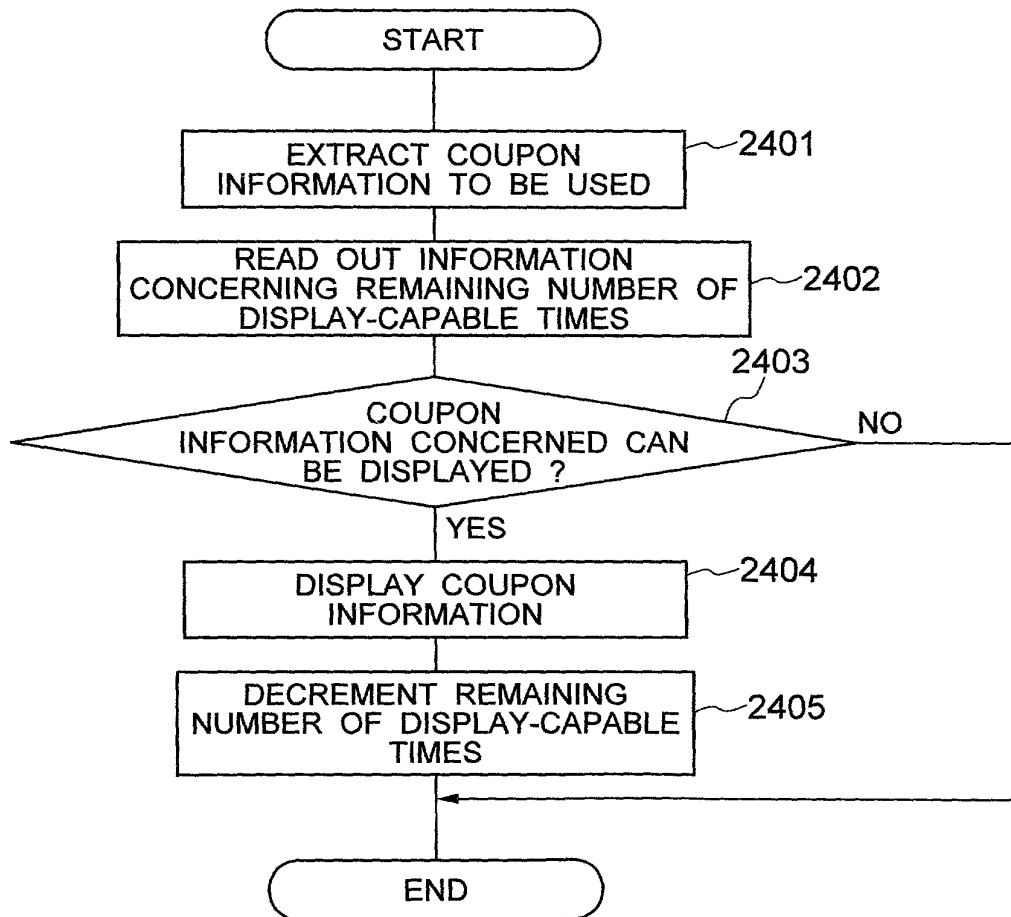 START
EXTRACT COUPON
INFORMATION TO BE USED
2401
READ OUT INFORMATION
CONCERNING REMAINING NUMBER OF
DISPLAY-CAPABLE TIMES
2402
2403
COUPON
INFORMATION CONCERNED CAN
BE DISPLAYED ?
NO
YES
DISPLAY COUPON
INFORMATION
2404
DECREMENT REMAINING
NUMBER OF DISPLAY-CAPABLE
TIMES
2405
END